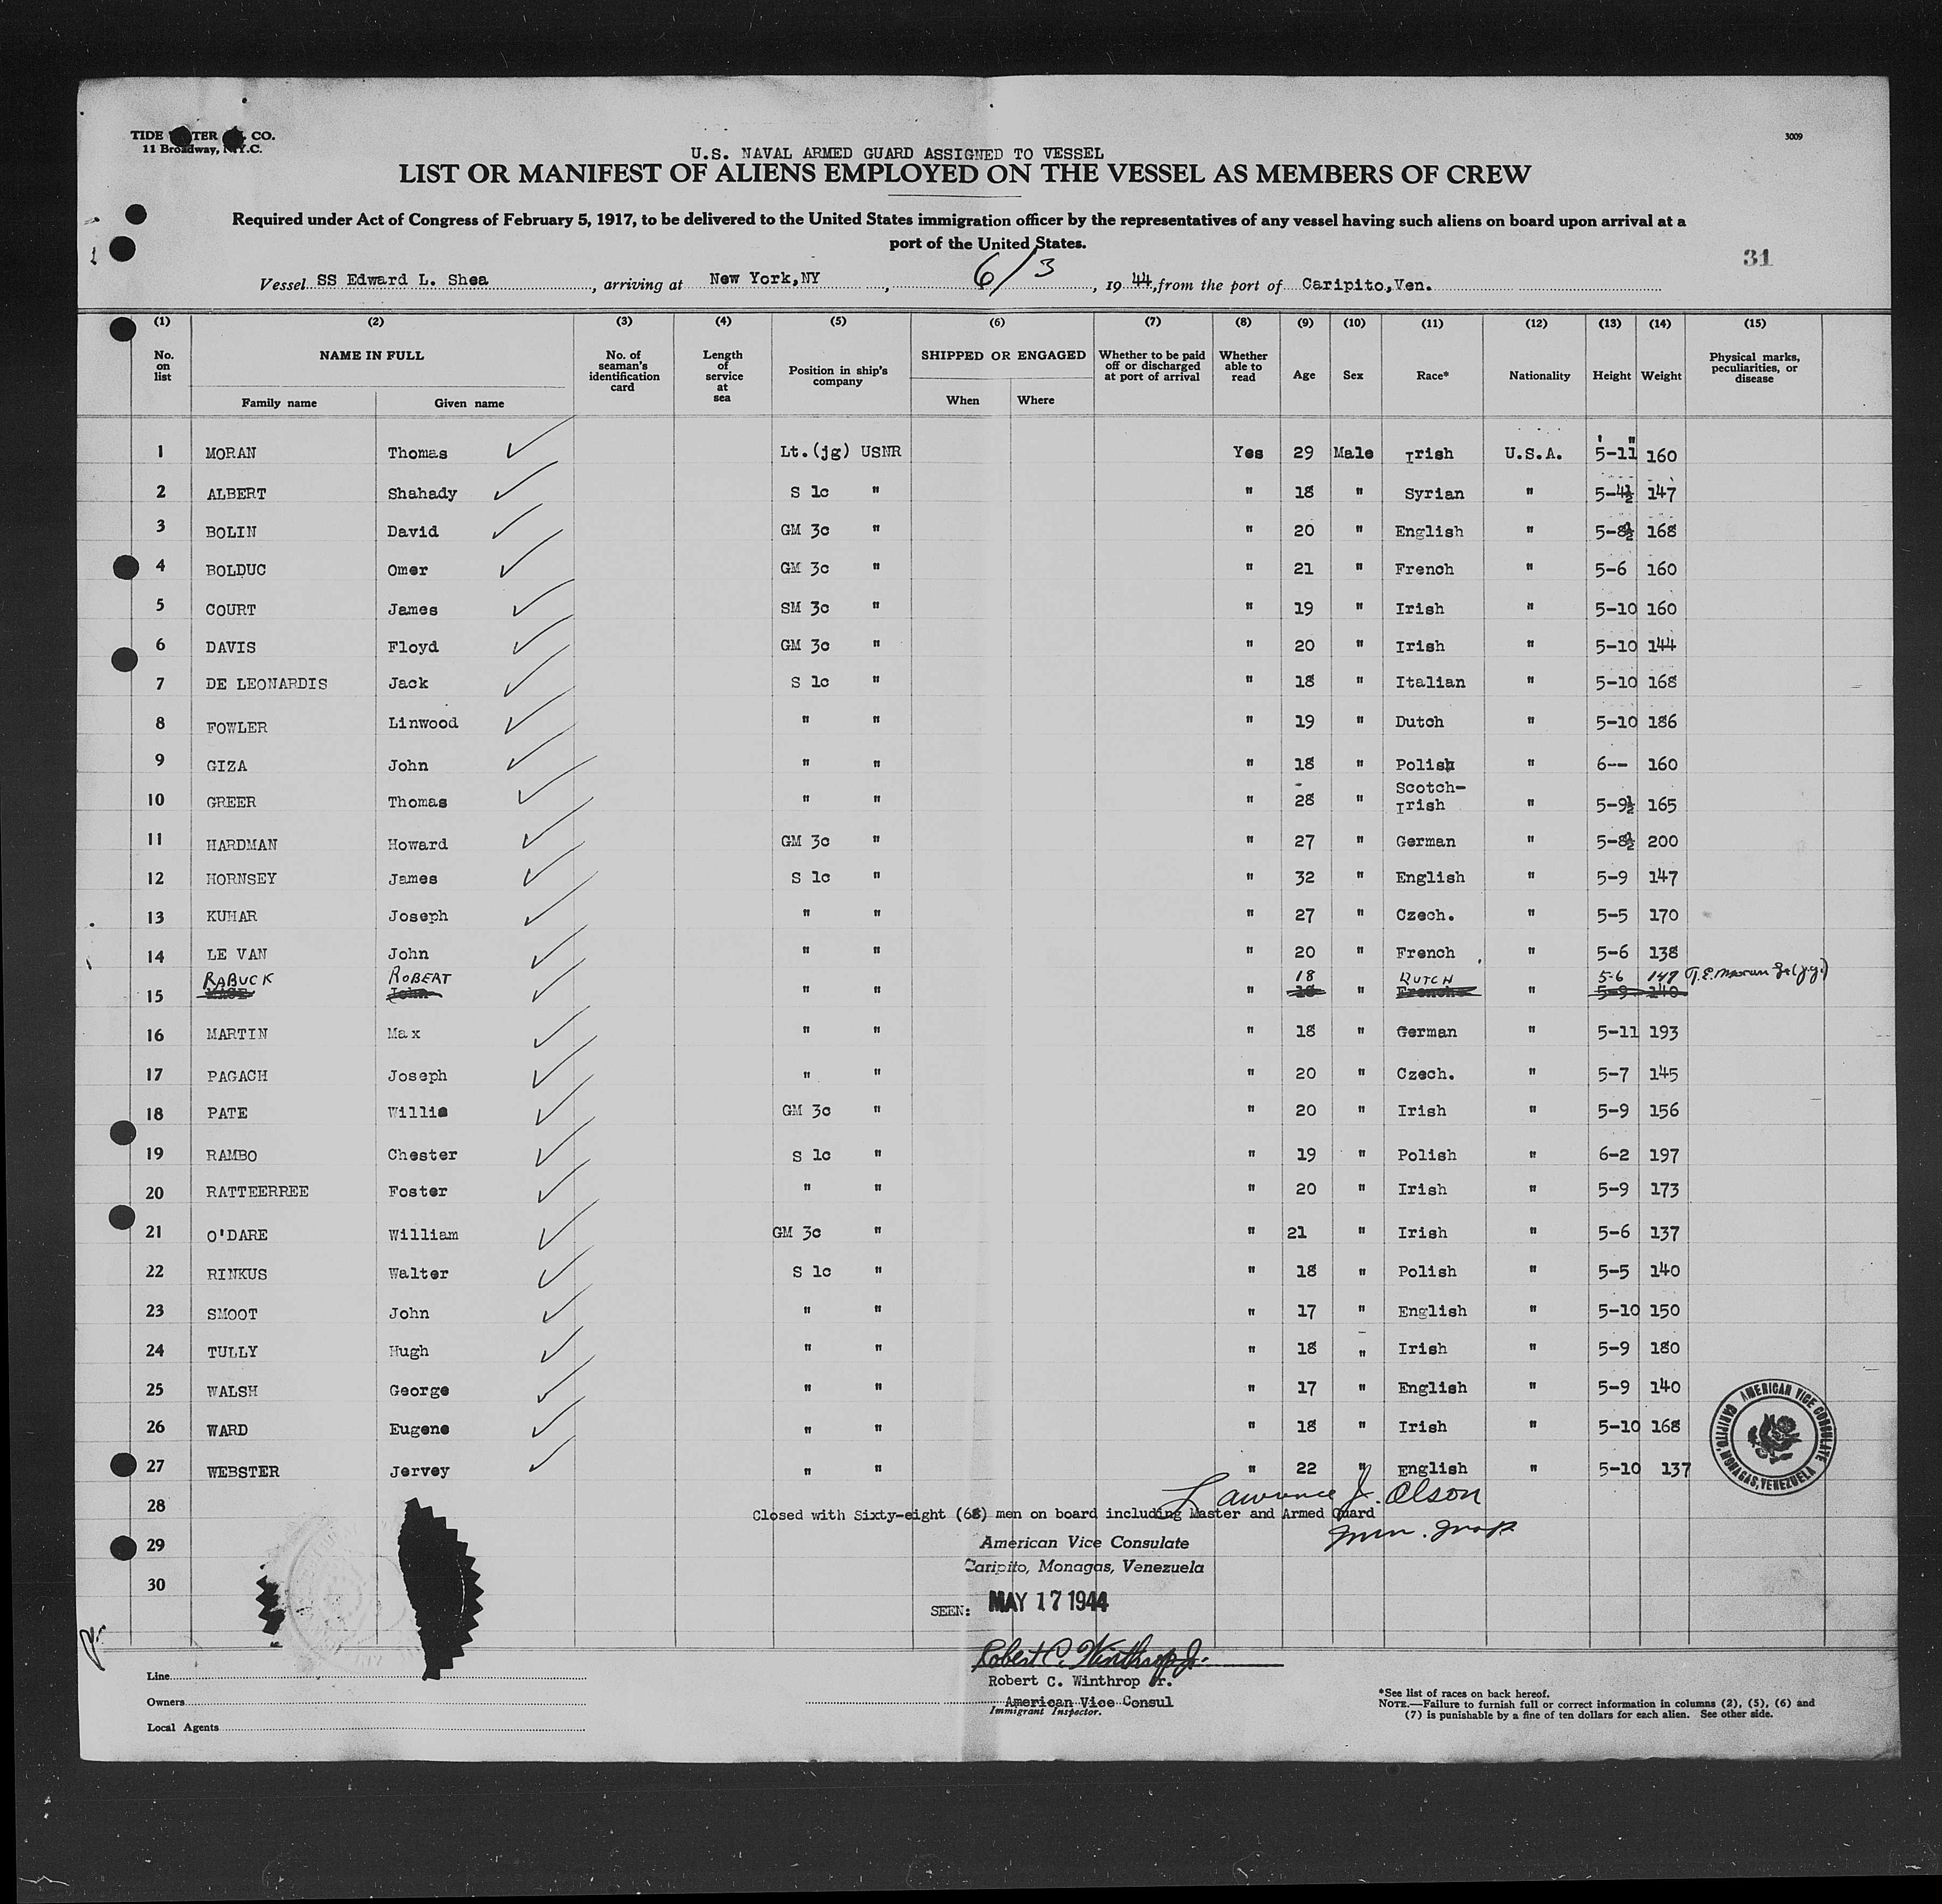 TIDE TER CO.
11 Broadway, N.Y.C.
3009
U.S. NAVAL ARMED GUARD ASSIGNED TO VESSEL
LIST OR MANIFEST OF ALIENS EMPLOYED ON THE VESSEL AS MEMBERS OF CREW
Required under Act of Congress of February 5, 1917, to be delivered to the United States immigration officer by the representatives of any vessel having such aliens on board upon arrival at a
port of the United States.
31
Vessel SS Edward L. Shea, arriving at New York,NY, 6/3, 1944, from the port of Caripito,Ven.
(1) (2) (3) (4) (5) (6) (7) (8) (9) (10) (11) (12) (13) (14) (15)
No. on list NAME IN FULL Family name Given name No. of seaman's identification card Length of service at sea Position in ship's company SHIPPED OR ENGAGED When Where Whether to be paid off or discharged at port of arrival Whether able to read Age Sex Race* Nationality Height Weight Physical marks, peculiarities, or disease
1 MORAN Thomas ✓ Lt.(jg) USNR Yes 29 Male Irish U.S.A. 5'-11" 160
2 ALBERT Shahady ✓ S 1c " " 18 " Syrian " 5-4½ 147
3 BOLIN David ✓ GM 3c " " 20 " English " 5-8½ 168
4 BOLDUC Omer ✓ GM 3c " " 21 " French " 5-6 160
5 COURT James ✓ SM 3c " " 19 " Irish " 5-10 160
6 DAVIS Floyd ✓ GM 3c " " 20 " Irish " 5-10 144
7 DE LEONARDIS Jack ✓ S 1c " " 18 " Italian " 5-10 168
8 FOWLER Linwood ✓ " " " 19 " Dutch " 5-10 186
9 GIZA John ✓ " " " 18 " Polish " 6-- 160
10 GREER Thomas ✓ " " " 28 " Scotch-Irish " 5-9½ 165
11 HARDMAN Howard ✓ GM 3c " " 27 " German " 5-8½ 200
12 HORNSEY James ✓ S 1c " " 32 " English " 5-9 147
13 KUHAR Joseph ✓ " " " 27 " Czech. " 5-5 170
14 LE VAN John ✓ " " " 20 " French " 5-6 138
RABUCK ROBERT 18 DUTCH 5-6 147 T.E. Moran Lt (j.g.)
15 John ✓ " " " 18 " French " 5-9 140
16 MARTIN Max ✓ " " " 18 " German " 5-11 193
17 PAGACH Joseph ✓ " " " 20 " Czech. " 5-7 145
18 PATE Willie ✓ GM 3c " " 20 " Irish " 5-9 156
19 RAMBO Chester ✓ S 1c " " 19 " Polish " 6-2 197
20 RATTEERREE Foster ✓ " " " 20 " Irish " 5-9 173
21 O'DARE William ✓ GM 3c " " 21 " Irish " 5-6 137
22 RINKUS Walter ✓ S 1c " " 18 " Polish " 5-5 140
23 SMOOT John ✓ " " " 17 " English " 5-10 150
24 TULLY Hugh ✓ " " " 18 " Irish " 5-9 180
25 WALSH George ✓ " " " 17 " English " 5-9 140
26 WARD Eugene ✓ " " " 18 " Irish " 5-10 168
27 WEBSTER Jervey ✓ " " " 22 " English " 5-10 137
AMERICAN VICE CONSULATE CARIPITO, MONAGAS, VENEZUELA
Lawrence J. Olson
28 Closed with Sixty-eight (68) men on board including Master and Armed Guard
29 American Vice Consulate
Caripito, Monagas, Venezuela
30
SEEN: MAY 17 1944
Robert C. Winthrop Jr.
Robert C. Winthrop Jr.
American Vice Consul
Immigrant Inspector.
Line
Owners
Local Agents
*See list of races on back hereof.
NOTE.—Failure to furnish full or correct information in columns (2), (5), (6) and
(7) is punishable by a fine of ten dollars for each alien. See other side.